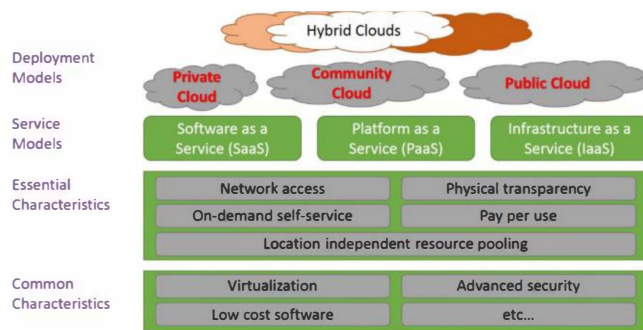 Hybrid Clouds
Deployment
Models
Private
Cloud
Community
Cloud
Public Cloud
Service
Models
Software as a
Service (SaaS)
Platform as a
Service (PaaS)
Infrastructure as a
Service (IaaS)
Essential
Characteristics
Network access
Physical transparency
On-demand self-service
Pay per use
Location independent resource pooling
Common
Characteristics
Virtualization
Advanced security
Low cost software
etc...